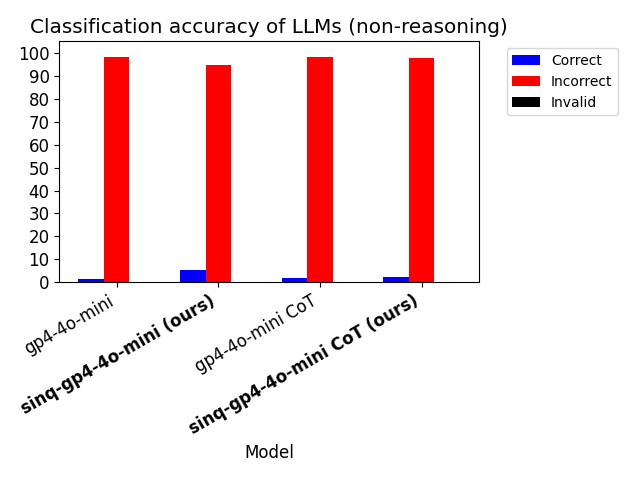 Classification accuracy of LLMs (non-reasoning)
100
90
80
70
60
50
40
30
20
10
0
Correct
Incorrect
Invalid
gp4-4o-mini
sinq-gp4-4o-mini (ours)
gp4-4o-mini CoT
sinq-gp4-4o-mini CoT (ours)
Model